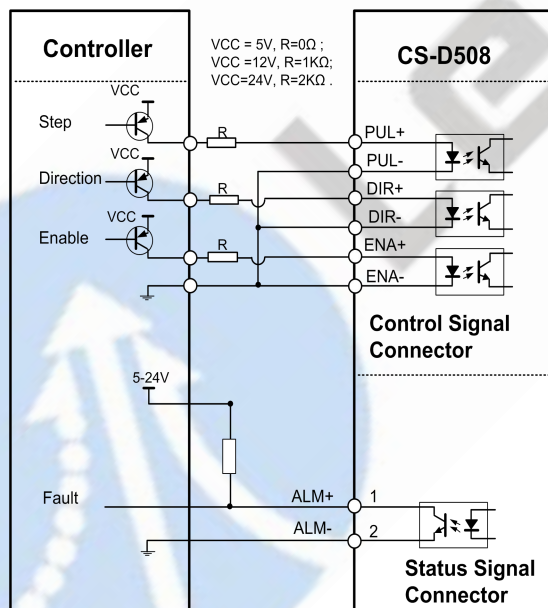 Controller
VCC = 5V, R=0Ω ;
VCC =12V, R=1KΩ;
VCC=24V, R=2KΩ .
CS-D508
VCC
Step
R
PUL+
VCC
PUL-
Direction
R
DIR+
VCC
DIR-
Enable
R
ENA+
ENA-
Control Signal
Connector
5-24V
Fault
ALM+
1
ALM-
2
Status Signal
Connector